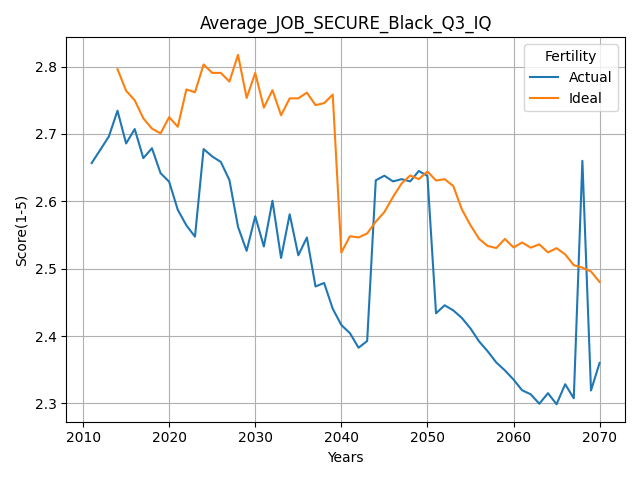 Average_JOB_SECURE_Black_Q3_IQ
Fertility
Actual
Ideal
Score(1-5)
2.8
2.7
2.6
2.5
2.4
2.3
2010 2020 2030 2040 2050 2060 2070
Years